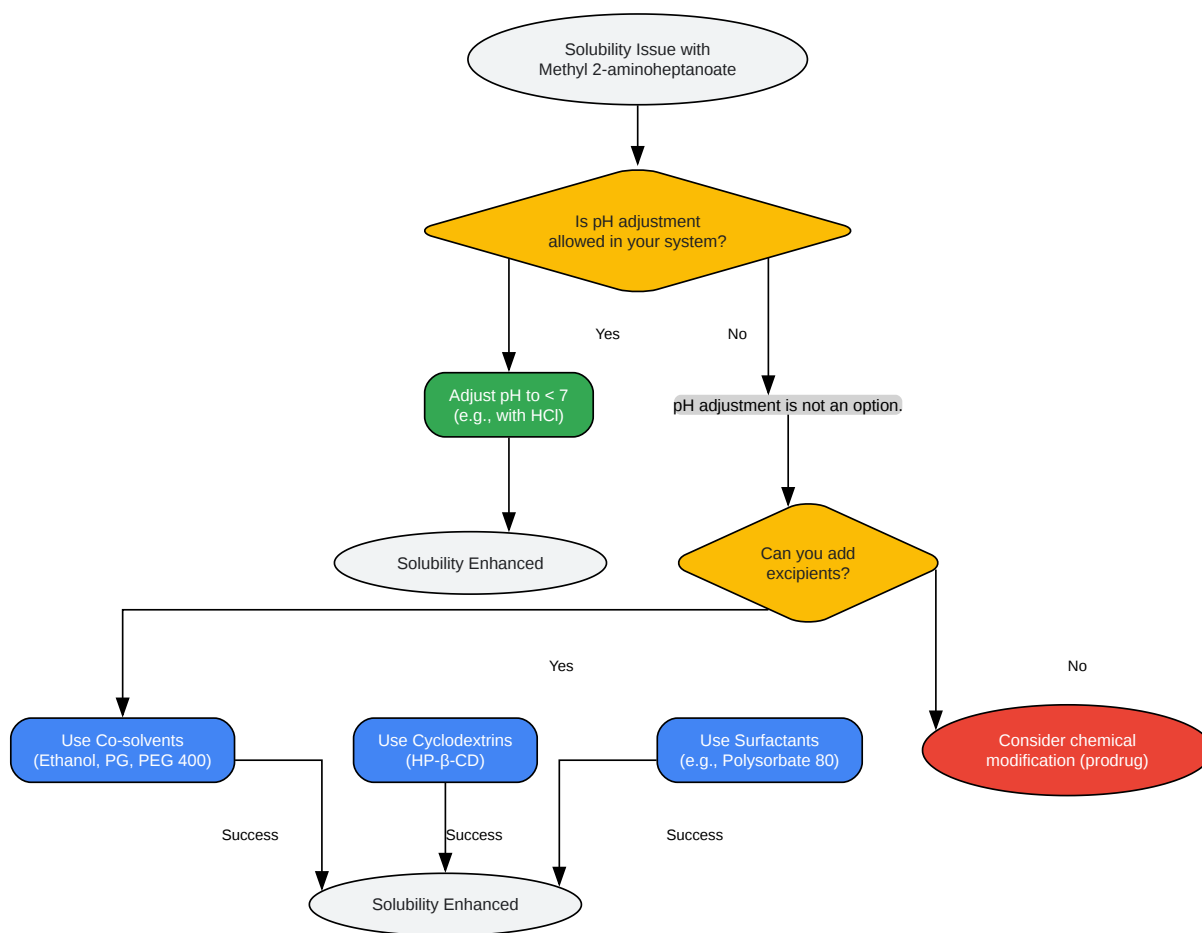 Solubility Issue with
Methyl 2-aminoheptanoate
Is pH adjustment
allowed in your system?
Yes
No
Adjust pH to < 7
(e.g., with HCl)
pH adjustment is not an option.
Solubility Enhanced
Can you add
excipients?
Yes
No
Use Co-solvents
(Ethanol, PG, PEG 400)
Use Cyclodextrins
(HP-β-CD)
Use Surfactants
(e.g., Polysorbate 80)
Consider chemical
modification (prodrug)
Success
Success
Success
Solubility Enhanced